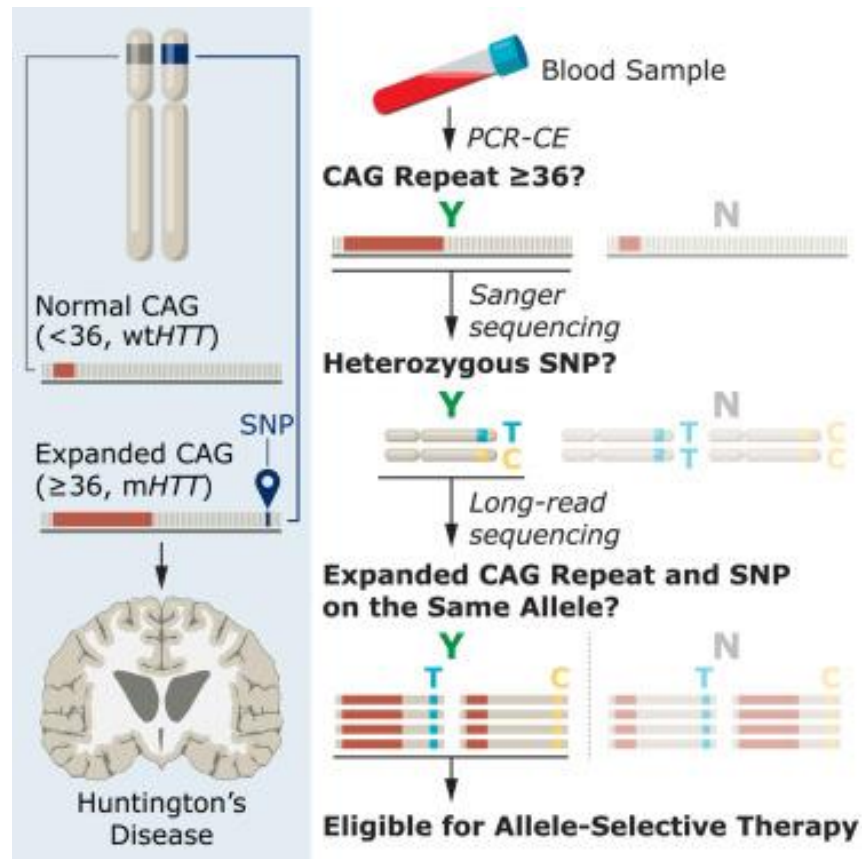 Normal CAG
(<36, wtHTT)
SNP
Expanded CAG
(≥36, mHTT)
Huntington's
Disease
Blood Sample
PCR-CE
CAG Repeat ≥36?
Y
N
Sanger
sequencing
Heterozygous SNP?
Y
N
T
C
T
T
C
C
Long-read
sequencing
Expanded CAG Repeat and SNP
on the Same Allele?
Y
N
T
C
T
C
Eligible for Allele-Selective Therapy